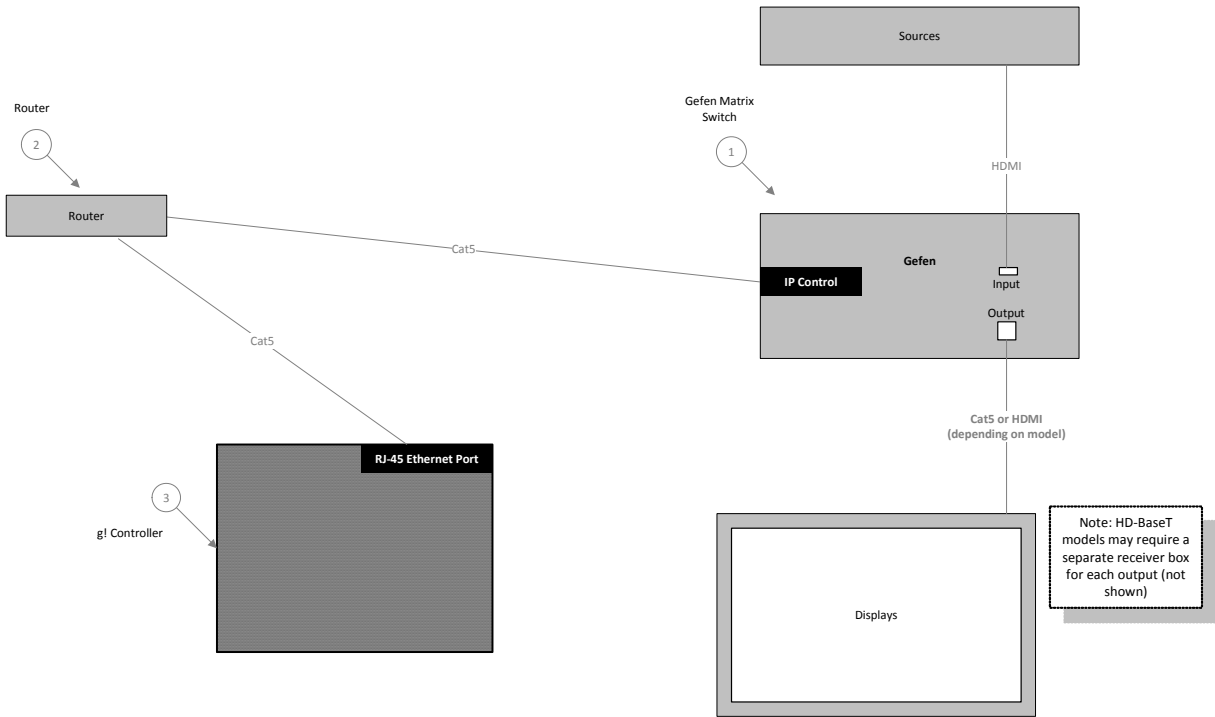 Sources
Router
Gefen Matrix
Switch
2
1
HDMI
Router
Cat5
Gefen
IP Control
Input
Output
Cat5
Cat5 or HDMI
(depending on model)
RJ-45 Ethernet Port
3
g! Controller
Note: HD-BaseT
models may require a
separate receiver box
for each output (not
shown)
Displays